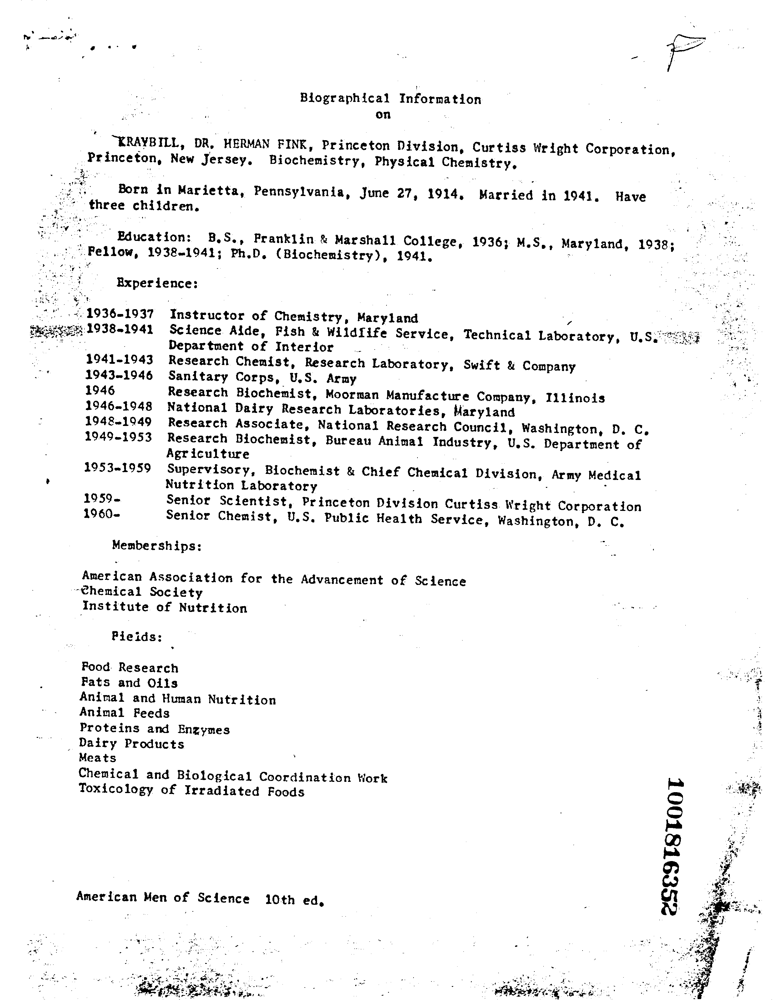 Biographical Information
on
KRAYBILL, DR. HERMAN FINK, Princeton Division, Curtiss Wright Corporation,
Princeton, New Jersey. Biochemistry, Physical Chemistry.
Born in Marietta, Pennsylvania, June 27, 1914. Married in 1941. Have
three children.
Education: B.S., Franklin & Marshall College, 1936; M.S., Maryland, 1938;
Fellow, 1938-1941; Ph.D. (Biochemistry), 1941.
Experience:
1936-1937 Instructor of Chemistry, Maryland
1938-1941 Science Aide, Fish & Wildlife Service, Technical Laboratory, U.S.
Department of Interior
1941-1943 Research Chemist, Research Laboratory, Swift & Company
1943-1946 Sanitary Corps, U.S. Army
1946 Research Biochemist, Moorman Manufacture Company, Illinois
1946-1948 National Dairy Research Laboratories, Maryland
1948-1949 Research Associate, National Research Council, Washington, D. C.
1949-1953 Research Biochemist, Bureau Animal Industry, U.S. Department of
Agriculture
1953-1959 Supervisory, Biochemist & Chief Chemical Division, Army Medical
Nutrition Laboratory
1959- Senior Scientist, Princeton Division Curtiss Wright Corporation
1960- Senior Chemist, U.S. Public Health Service, Washington, D. C.
Memberships:
American Association for the Advancement of Science
Chemical Society
Institute of Nutrition
Fields:
Food Research
Fats and Oils
Animal and Human Nutrition
Animal Feeds
Proteins and Enzymes
Dairy Products
Meats
Chemical and Biological Coordination Work
Toxicology of Irradiated Foods
American Men of Science 10th ed.
1001816352